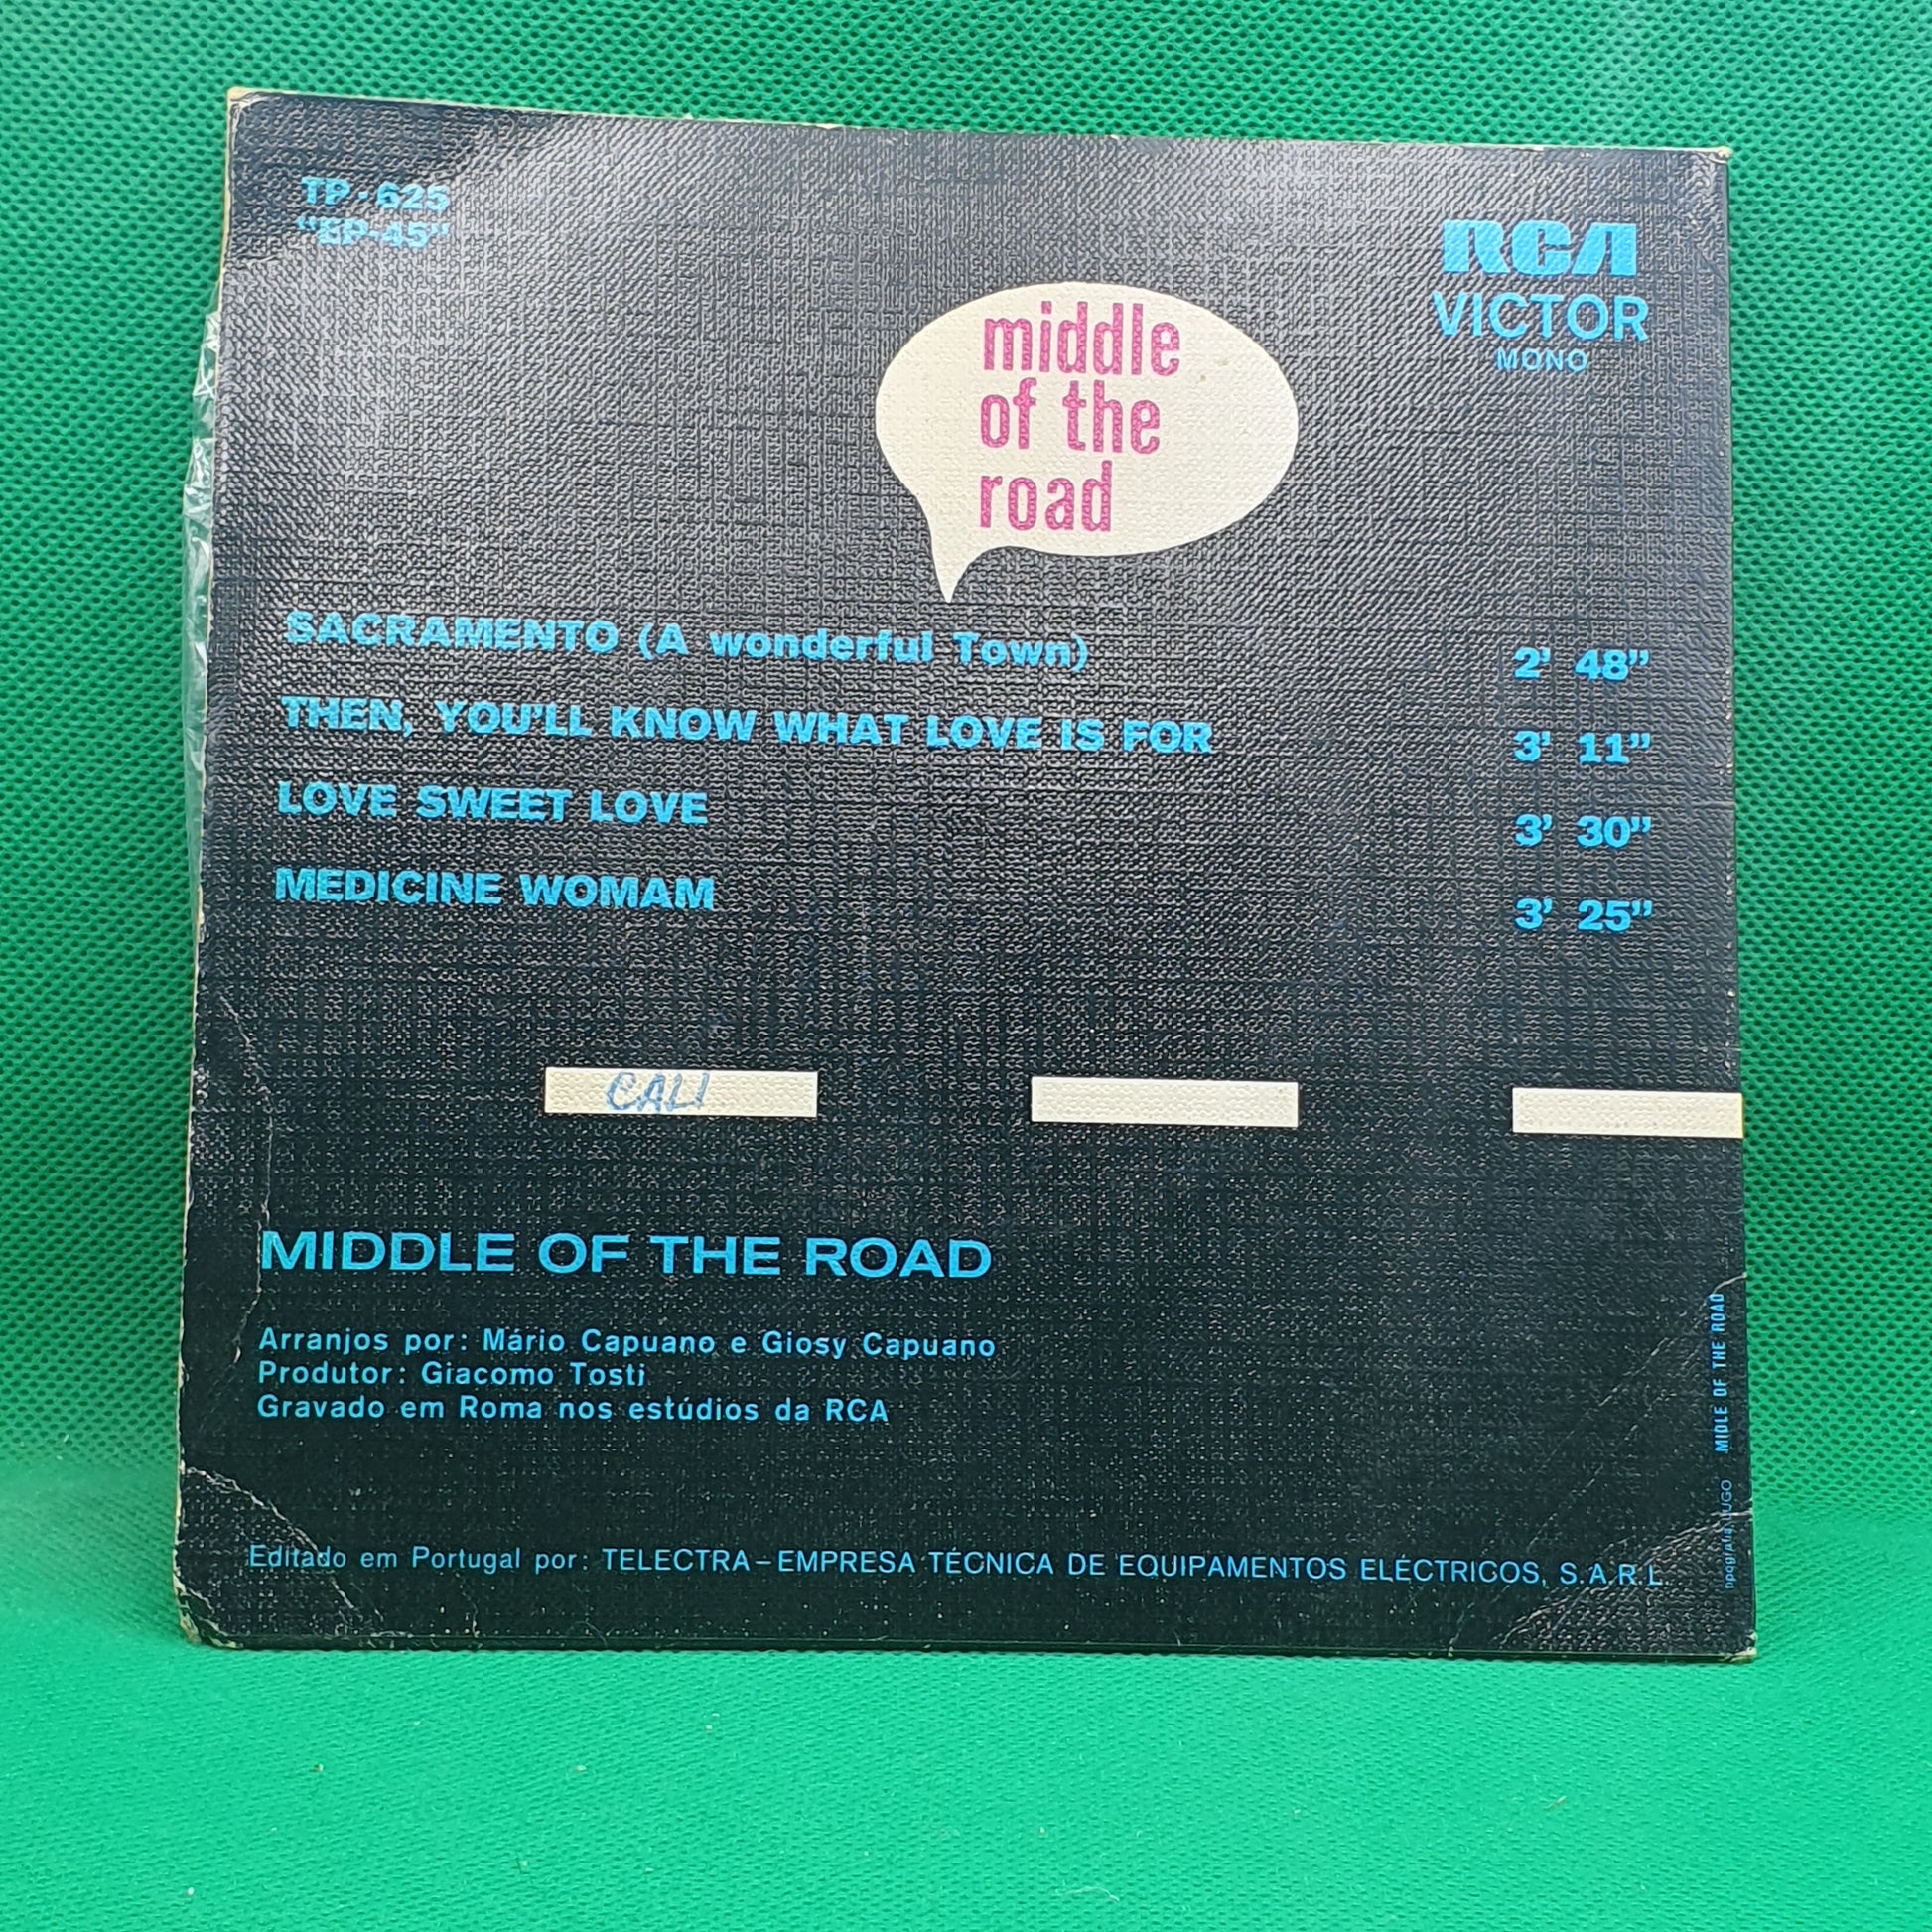 TP - 625
"EP-45"
RCA
VICTOR
MONO
middle
of the
road
SACRAMENTO (A wonderful Town) 2' 48"
THEN, YOU'LL KNOW WHAT LOVE IS FOR 3' 11"
LOVE SWEET LOVE 3' 30"
MEDICINE WOMAM 3' 25"
CALI
MIDDLE OF THE ROAD
Arranjos por: Mário Capuano e Giosy Capuano
Produtor: Giacomo Tosti
Gravado em Roma nos estúdios da RCA
Editado em Portugal por: TELECTRA – EMPRESA TÉCNICA DE EQUIPAMENTOS ELÉCTRICOS, S.A.R.L.
MIDLE OF THE ROAD